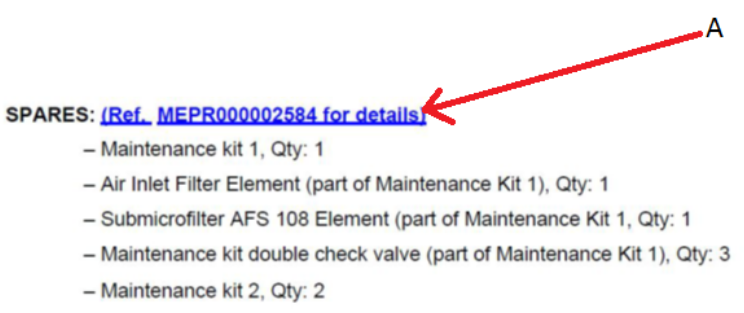 A
SPARES: (Ref. MEPR000002584 for details)
– Maintenance kit 1, Qty: 1
– Air Inlet Filter Element (part of Maintenance Kit 1), Qty: 1
– Submicrofilter AFS 108 Element (part of Maintenance Kit 1, Qty: 1
– Maintenance kit double check valve (part of Maintenance Kit 1), Qty: 3
– Maintenance kit 2, Qty: 2